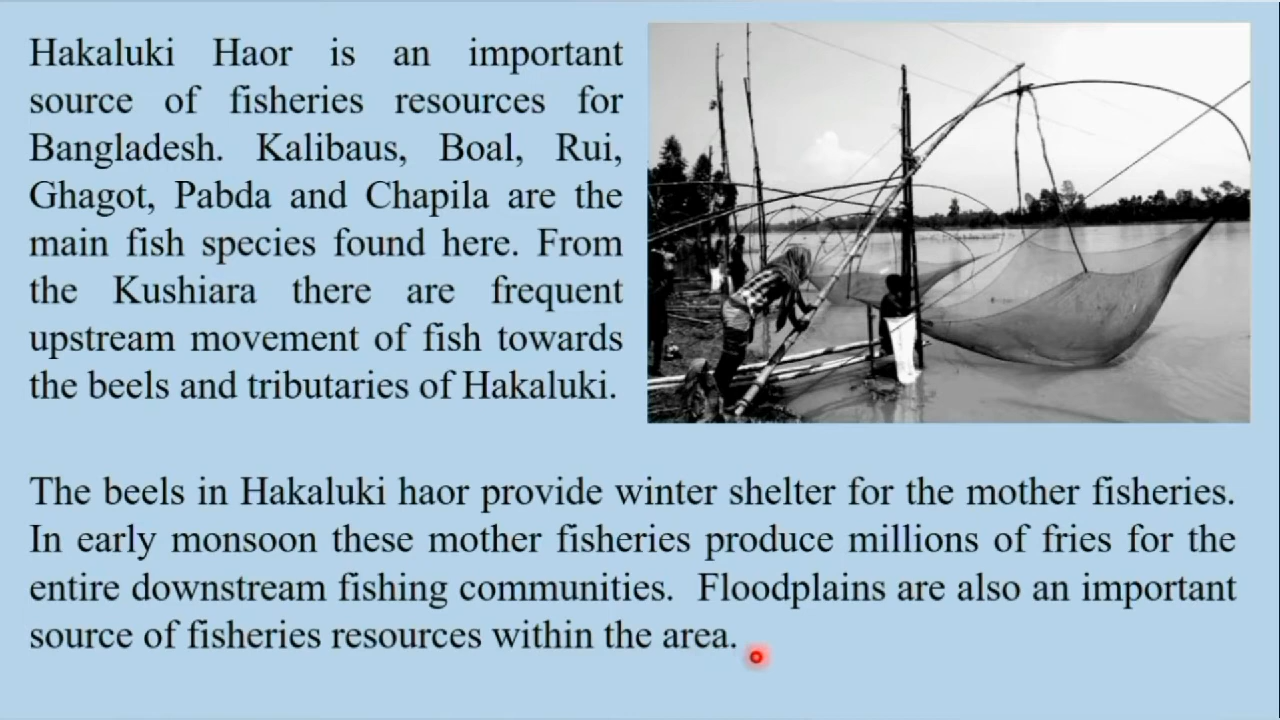 Hakaluki Haor is an important
source of fisheries resources for
Bangladesh. Kalibaus, Boal, Rui,
Ghagot, Pabda and Chapila are the
main fish species found here. From
the Kushiara there are frequent
upstream movement of fish towards
the beels and tributaries of Hakaluki.
The beels in Hakaluki haor provide winter shelter for the mother fisheries.
In early monsoon these mother fisheries produce millions of fries for the
entire downstream fishing communities. Floodplains are also an important
source of fisheries resources within the area.